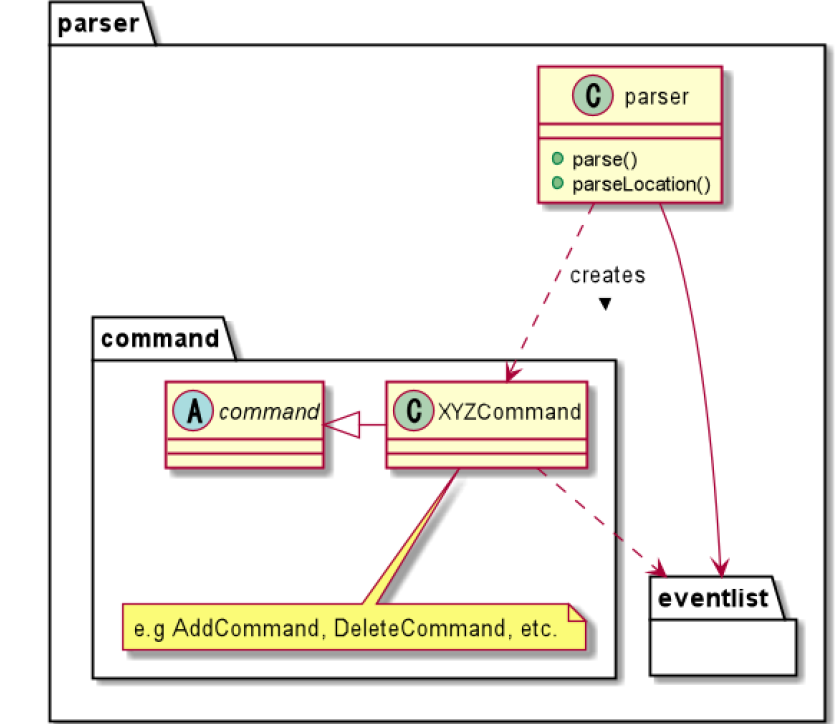 parser
C parser
parse()
parseLocation()
creates
command
A command
C XYZCommand
e.g AddCommand, DeleteCommand, etc.
eventlist